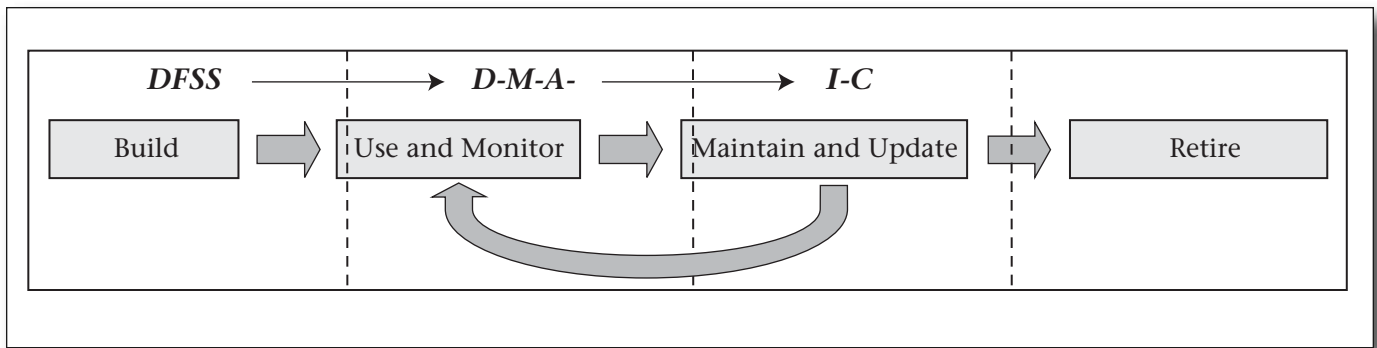 DFSS D-M-A- I-C
Build Use and Monitor Maintain and Update Retire